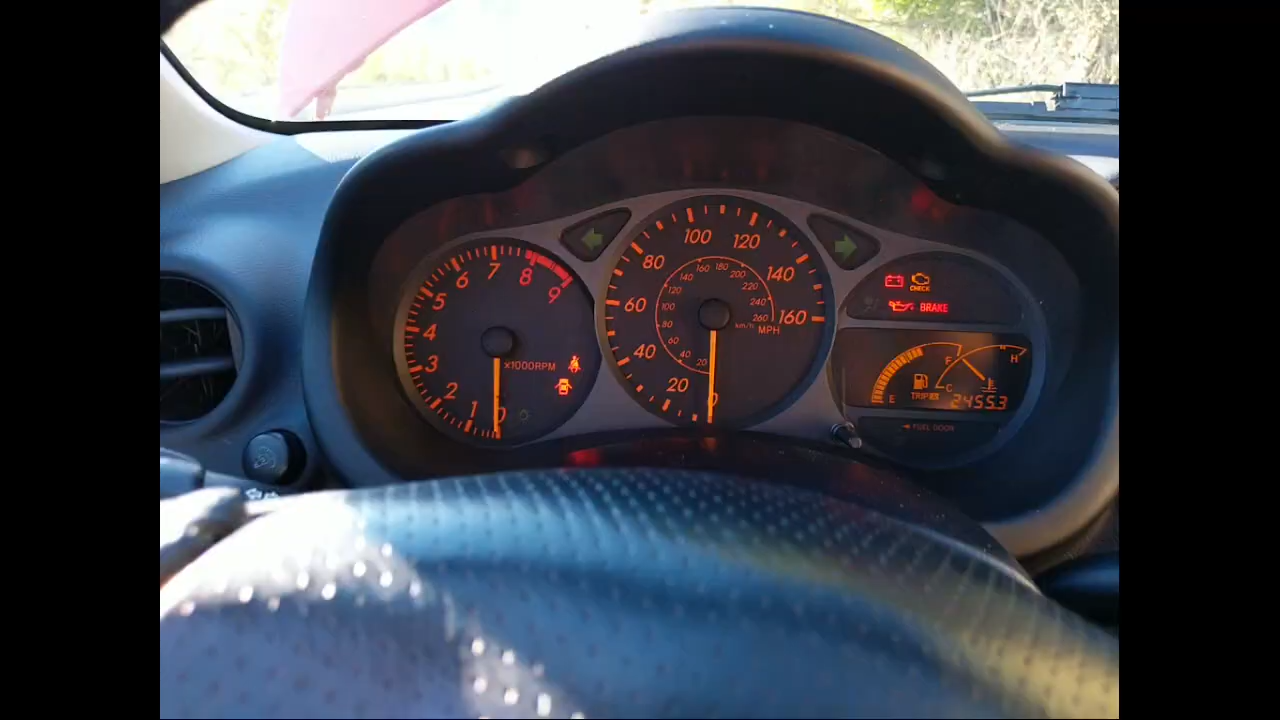 1 2 3 4 5 6 7 8 9
×1000RPM
0
0 20 40 60 80 100 120 140 160
20 40 60 80 100 120 140 160 180 200 220 240 260
km/h
MPH
CHECK
BRAKE
E F C H
TRIP
24553
FUEL DOOR